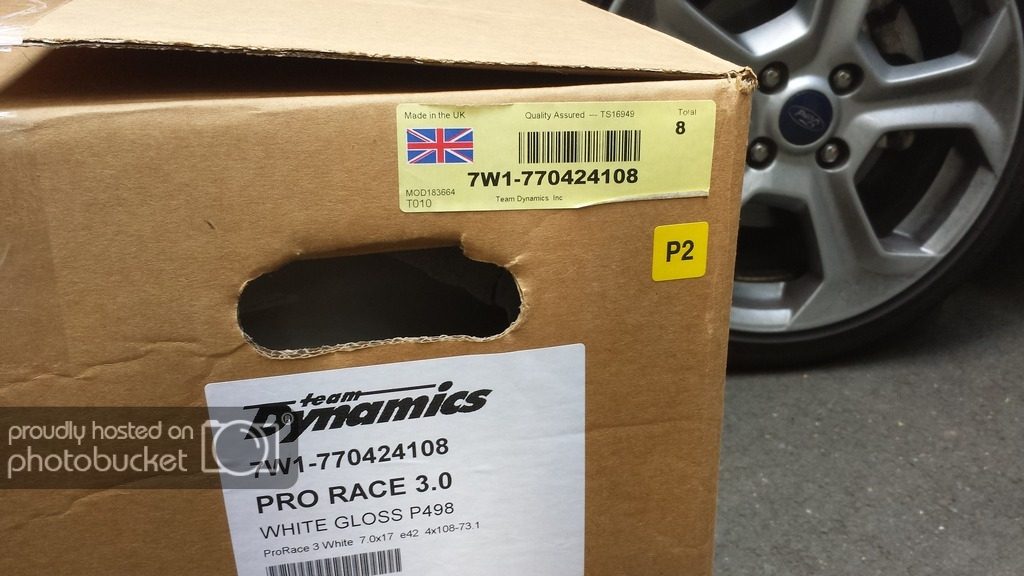 Made in the UK
Quality Assured — TS16949
Total
8
7W1-770424108
MOD183664
T010
Team Dynamics Inc
P2
team
Dynamics
®
7W1-770424108
PRO RACE 3.0
WHITE GLOSS P498
ProRace 3 White 7.0x17 e42 4x108-73.1
proudly hosted on
photobucket
Ford